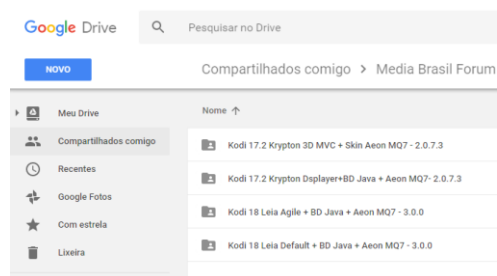 Google Drive
Pesquisar no Drive
NOVO
Compartilhados comigo > Media Brasil Forum
Meu Drive
Compartilhados comigo
Recentes
Google Fotos
Com estrela
Lixeira
Nome ↑
Kodi 17.2 Krypton 3D MVC + Skin Aeon MQ7 - 2.0.7.3
Kodi 17.2 Krypton Dsplayer+BD Java + Aeon MQ7- 2.0.7.3
Kodi 18 Leia Agile + BD Java + Aeon MQ7 - 3.0.0
Kodi 18 Leia Default + BD Java + Aeon MQ7 - 3.0.0